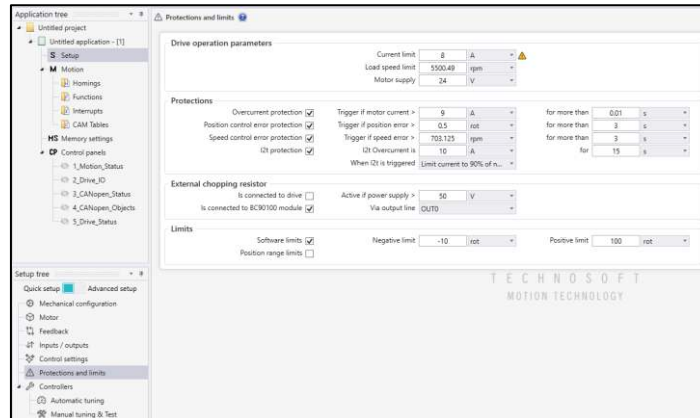 Application tree
Untitled project
Untitled application - [1]
S Setup
M Motion
Homings
Functions
Interrupts
CAM Tables
HS Memory settings
CP Control panels
1_Motion_Status
2_Drive_IO
3_CANopen_Status
4_CANopen_Objects
5_Drive_Status
Setup tree
Quick setup Advanced setup
Mechanical configuration
Motor
Feedback
Inputs / outputs
Control settings
Protections and limits
Controllers
Automatic tuning
Manual tuning & Test
Protections and limits
Drive operation parameters
Current limit 8 A
Load speed limit 5500.49 rpm
Motor supply 24 V
Protections
Overcurrent protection Trigger if motor current > 9 A for more than 0.01 s
Position control error protection Trigger if position error > 0.5 rot for more than 3 s
Speed control error protection Trigger if speed error > 703.125 rpm for more than 3 s
I2t protection I2t Overcurrent is 10 A for 15 s
When I2t is triggered Limit current to 90% of n...
External chopping resistor
Is connected to drive Active if power supply > 50 V
Is connected to BC90100 module Via output line OUT0
Limits
Software limits Negative limit -10 rot Positive limit 100 rot
Position range limits
TECHNOSOFT
MOTION TECHNOLOGY